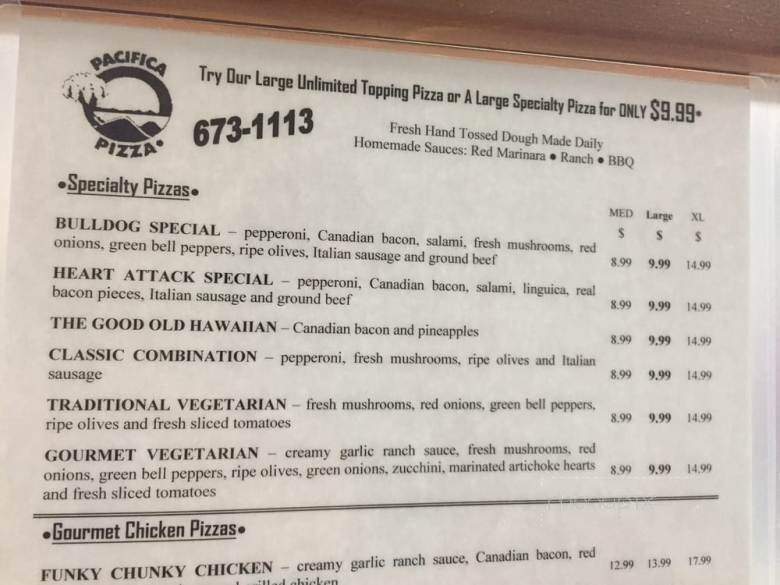 PACIFICA
PIZZA
Try Our Large Unlimited Topping Pizza or A Large Specialty Pizza for ONLY $9.99•
673-1113
Fresh Hand Tossed Dough Made Daily
Homemade Sauces: Red Marinara • Ranch • BBQ
•Specialty Pizzas•
MED Large XL
$ $ $
BULLDOG SPECIAL – pepperoni, Canadian bacon, salami, fresh mushrooms, red
onions, green bell peppers, ripe olives, Italian sausage and ground beef 8.99 9.99 14.99
HEART ATTACK SPECIAL – pepperoni, Canadian bacon, salami, linguica, real
bacon pieces, Italian sausage and ground beef 8.99 9.99 14.99
THE GOOD OLD HAWAIIAN – Canadian bacon and pineapples 8.99 9.99 14.99
CLASSIC COMBINATION – pepperoni, fresh mushrooms, ripe olives and Italian
sausage 8.99 9.99 14.99
TRADITIONAL VEGETARIAN – fresh mushrooms, red onions, green bell peppers,
ripe olives and fresh sliced tomatoes 8.99 9.99 14.99
GOURMET VEGETARIAN – creamy garlic ranch sauce, fresh mushrooms, red
onions, green bell peppers, ripe olives, green onions, zucchini, marinated artichoke hearts 8.99 9.99 14.99
and fresh sliced tomatoes
•Gourmet Chicken Pizzas•
FUNKY CHUNKY CHICKEN – creamy garlic ranch sauce, Canadian bacon, red 12.99 13.99 17.99
chicken